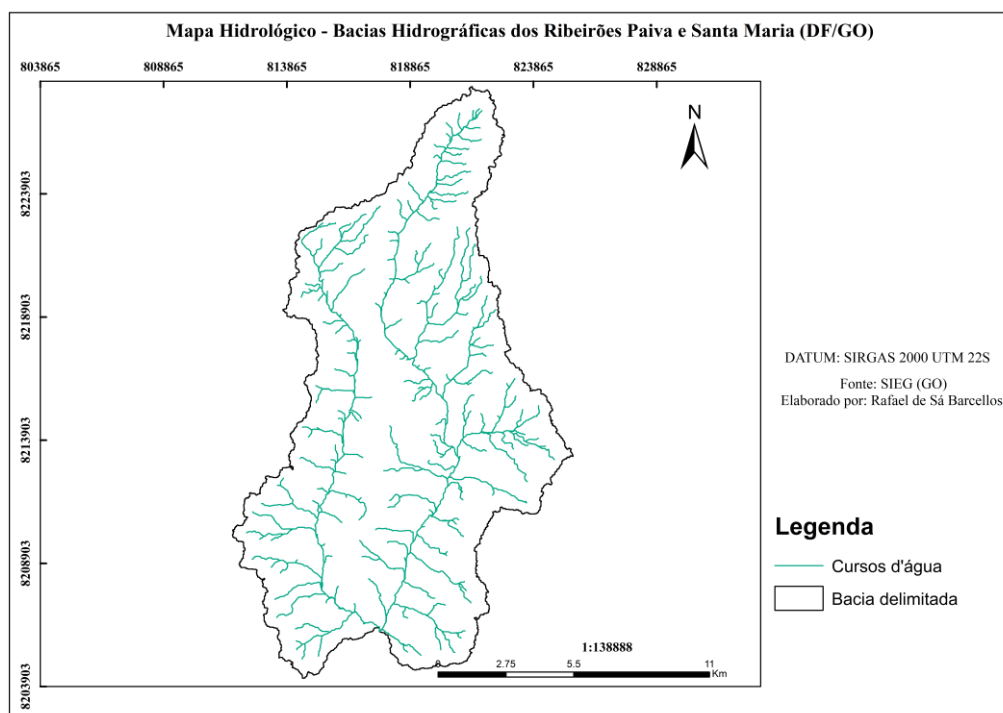 Mapa Hidrológico - Bacias Hidrográficas dos Ribeirões Paiva e Santa Maria (DF/GO)
803865 808865 813865 818865 823865 828865
N
8223903
8218903
8213903
8208903
8203903
DATUM: SIRGAS 2000 UTM 22S
Fonte: SIEG (GO)
Elaborado por: Rafael de Sá Barcellos
Legenda
Cursos d'água
Bacia delimitada
1:138888
0 2.75 5.5 11
Km